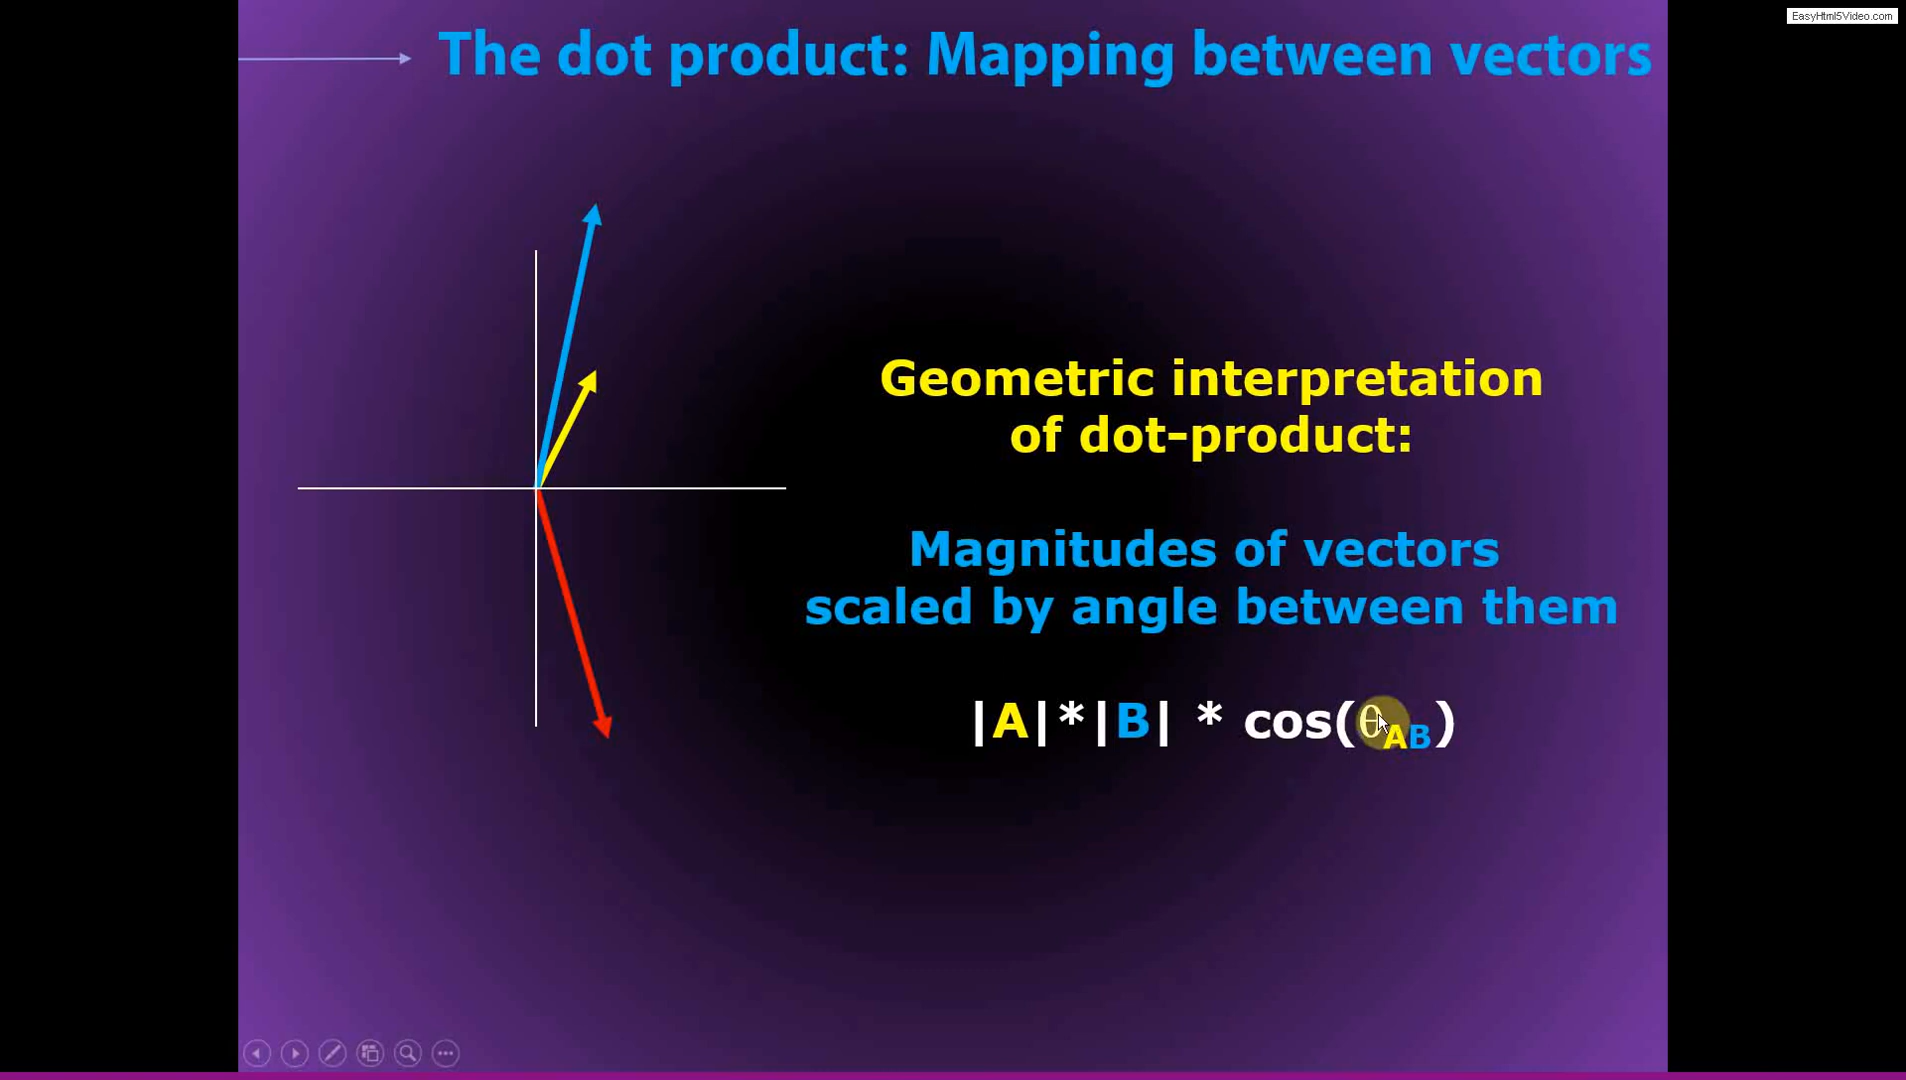 EasyHtml5Video.com
The dot product: Mapping between vectors
Geometric interpretation
of dot-product:
Magnitudes of vectors
scaled by angle between them
|A|*|B| * cos(θAB)